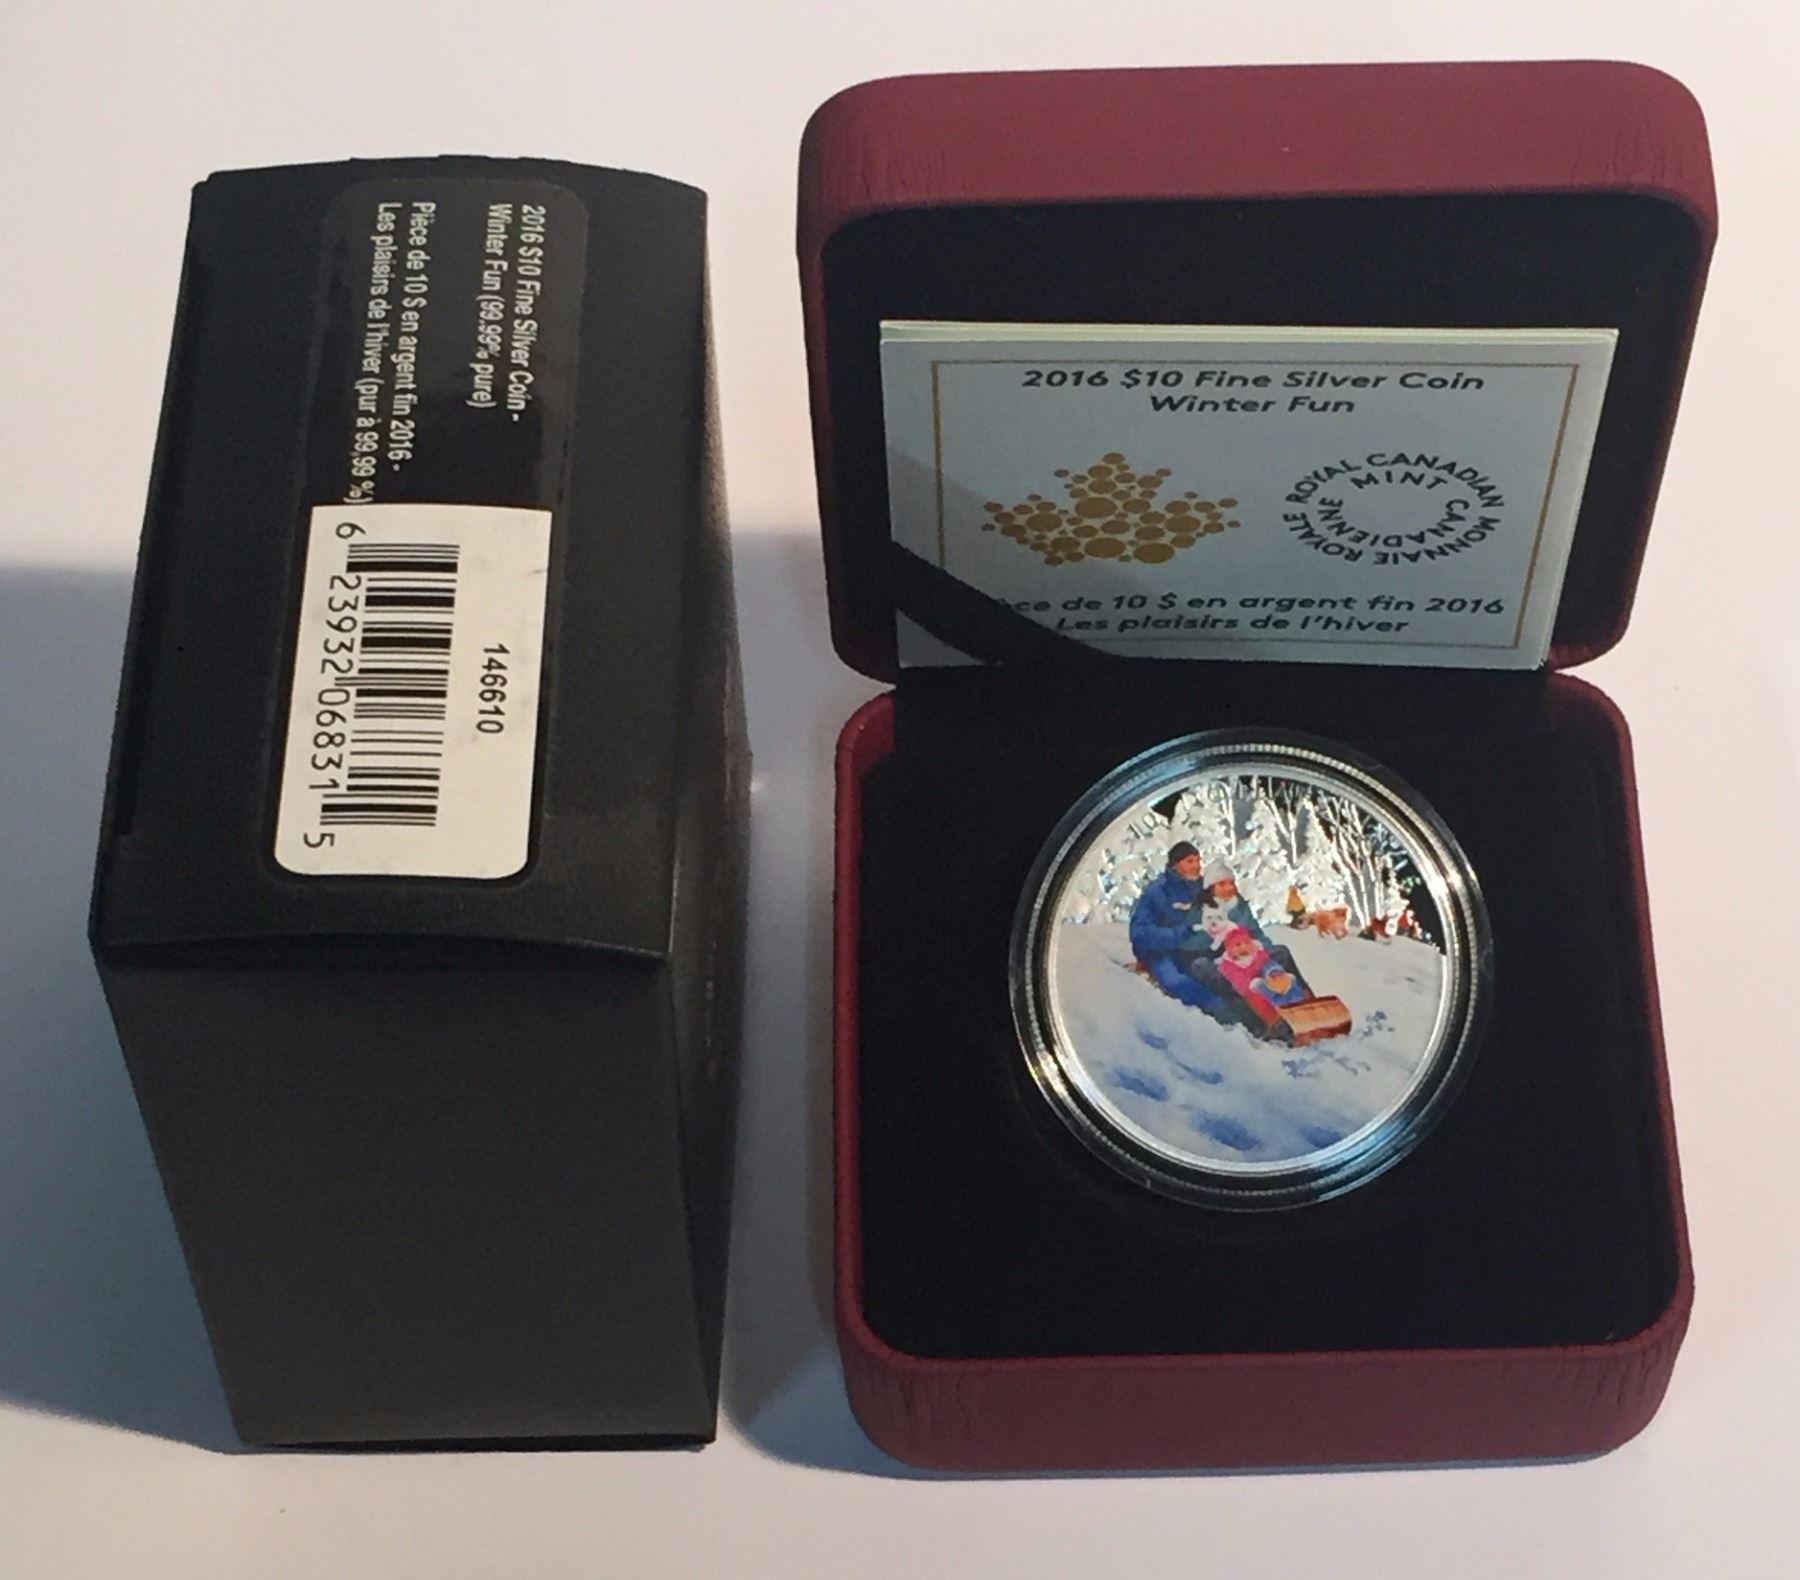 2016 $10 Fine Silver Coin -
Winter Fun (99.99% pure)
Pièce de 10 $ en argent fin 2016 -
Les plaisirs de l'hiver (pur à 99,99 %)
146610
6 23932 06831 5
2016 $10 Fine Silver Coin
Winter Fun
ROYAL CANADIAN MINT
MONNAIE ROYALE CANADIENNE
de 10 $ en argent fin 2016
Les plaisirs de l'hiver
10 DOLLARS